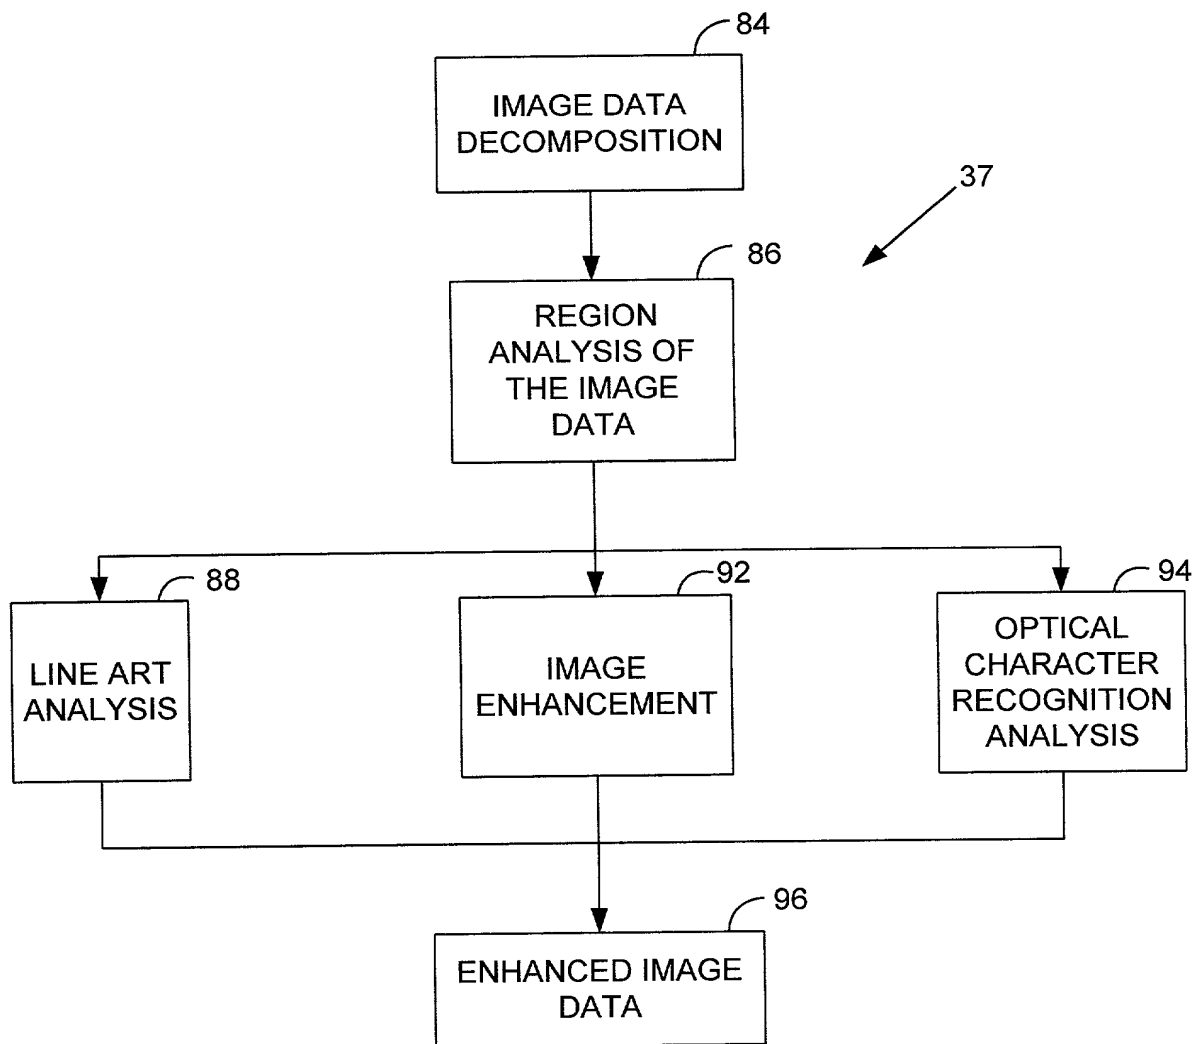 84
IMAGE DATA
DECOMPOSITION
37
86
REGION
ANALYSIS OF
THE IMAGE
DATA
88
LINE ART
ANALYSIS
92
IMAGE
ENHANCEMENT
94
OPTICAL
CHARACTER
RECOGNITION
ANALYSIS
96
ENHANCED IMAGE
DATA